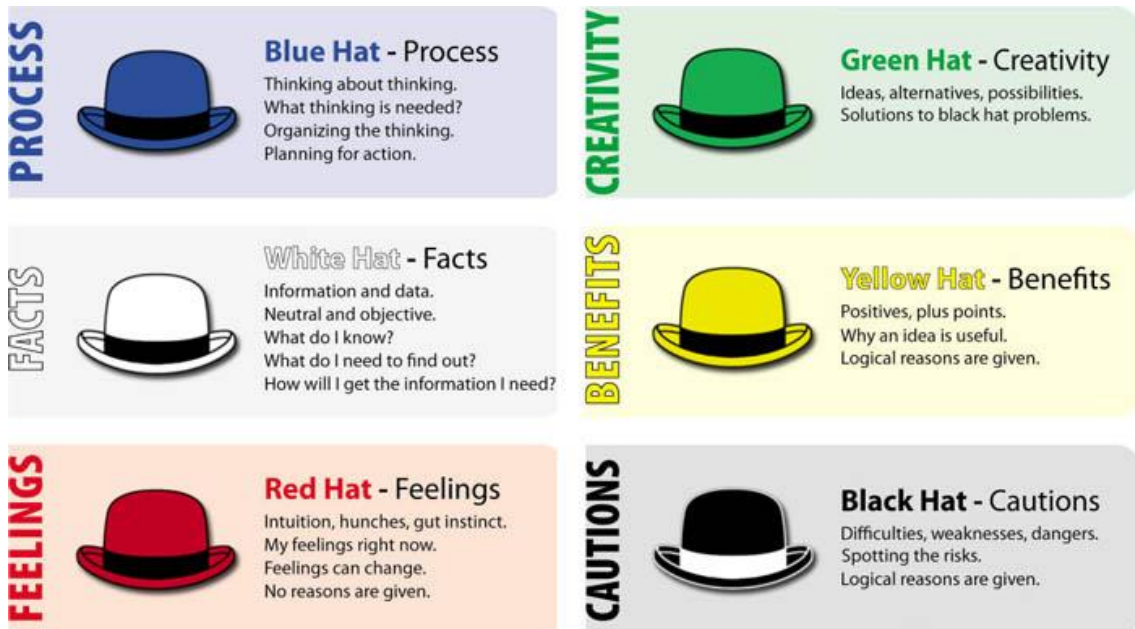 PROCESS
Blue Hat - Process
Thinking about thinking.
What thinking is needed?
Organizing the thinking.
Planning for action.
CREATIVITY
Green Hat - Creativity
Ideas, alternatives, possibilities.
Solutions to black hat problems.
FACTS
White Hat - Facts
Information and data.
Neutral and objective.
What do I know?
What do I need to find out?
How will I get the information I need?
BENEFITS
Yellow Hat - Benefits
Positives, plus points.
Why an idea is useful.
Logical reasons are given.
FEELINGS
Red Hat - Feelings
Intuition, hunches, gut instinct.
My feelings right now.
Feelings can change.
No reasons are given.
CAUTIONS
Black Hat - Cautions
Difficulties, weaknesses, dangers.
Spotting the risks.
Logical reasons are given.